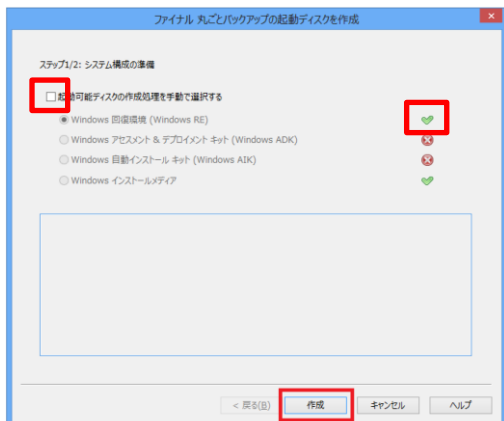 ファイナル 丸ごとバックアップの起動ディスクを作成
ステップ1/2: システム構成の準備
起動可能ディスクの作成処理を手動で選択する
Windows 回復環境 (Windows RE)
Windows アセスメント & デプロイメント キット (Windows ADK)
Windows 自動インストール キット (Windows AIK)
Windows インストールメディア
< 戻る(B) 作成 キャンセル ヘルプ